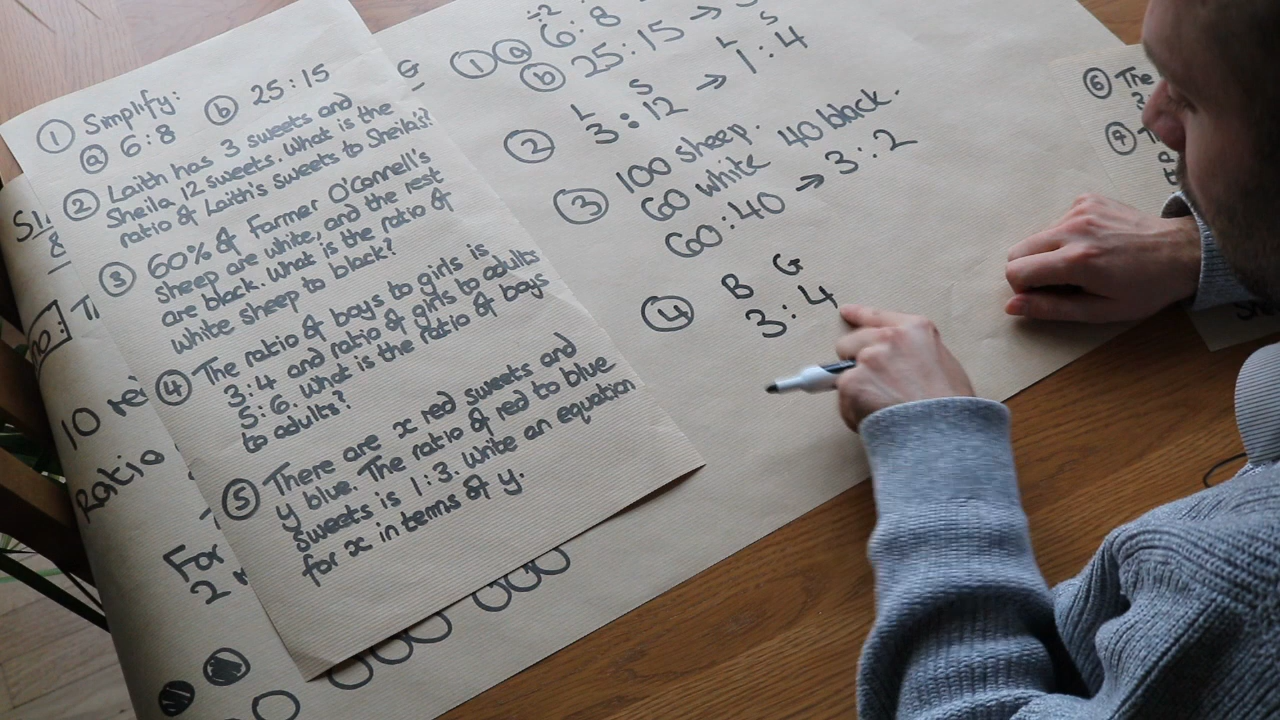 ① Simplify:
ⓐ 6:8 ⓑ 25:15
② Laith has 3 sweets and
Sheila 12 sweets. What is the
ratio of Laith's sweets to Sheila's?
③ 60% of Farmer O'Connell's
sheep are white, and the rest
are black. What is the ratio of
white sheep to black?
④ The ratio of boys to girls is
3:4 and ratio of girls to adults
5:6. What is the ratio of boys
to adults?
⑤ There are x red sweets and
y blue. The ratio of red to blue
sweets is 1:3. Write an equation
for x in terms of y.
8
10
Ratio
For
2
G
÷2
① ⓐ 6:8
ⓑ 25:15 →
L S L S
② 3:12 → 1:4
③ 100 sheep.
60 white 40 black.
60:40 → 3:2
B G
④ 3:4
⑥ The
⑦